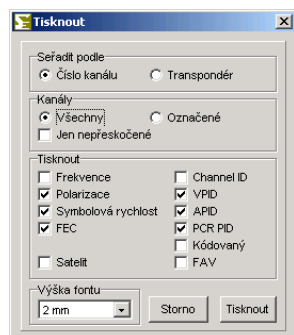 Tisknout
Seřadit podle
Číslo kanálu Transpondér
Kanály
Všechny Označené
Jen nepřeskočené
Tisknout
Frekvence Channel ID
Polarizace VPID
Symbolová rychlost APID
FEC PCR PID
Kódovaný
Satelit FAV
Výška fontu
2 mm Storno Tisknout